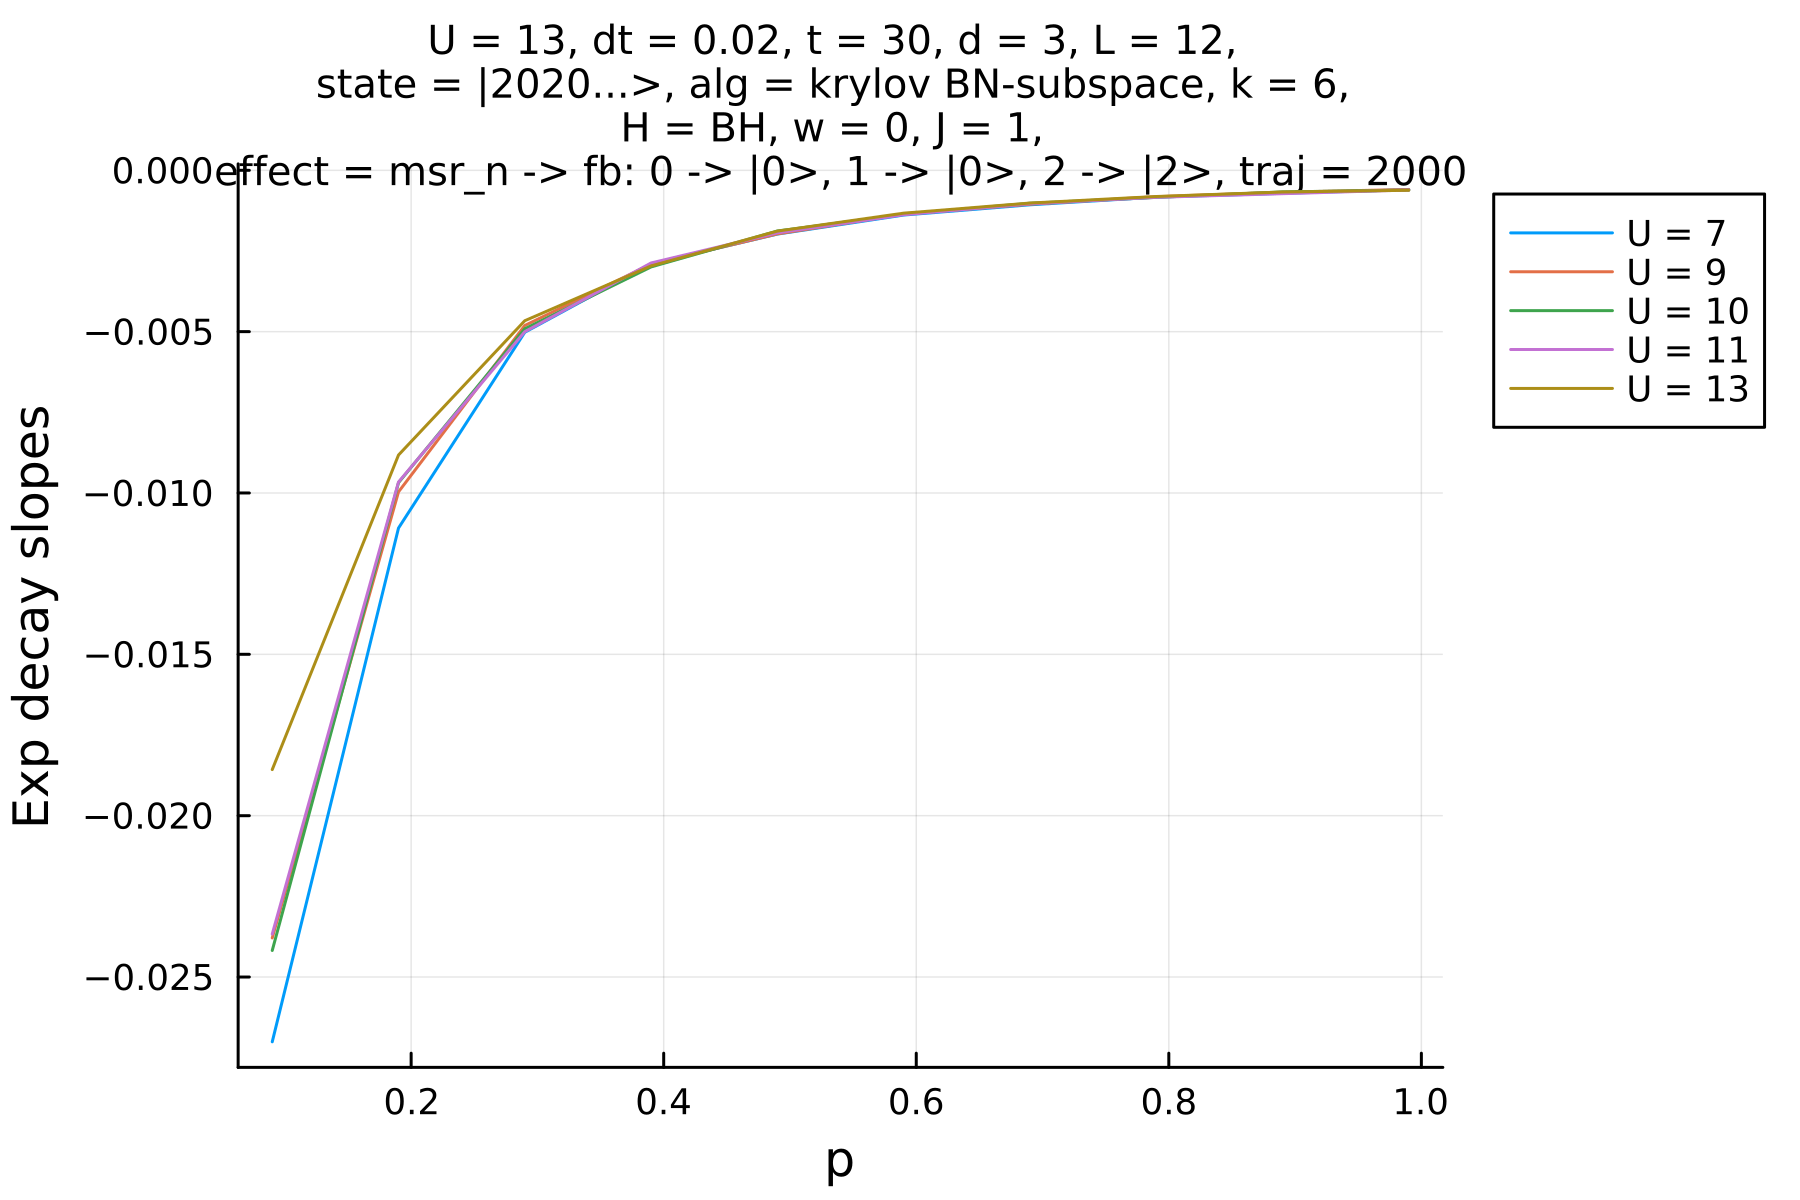 U = 13, dt = 0.02, t = 30, d = 3, L = 12,
state = |2020...>, alg = krylov BN-subspace, k = 6,
H = BH, w = 0, J = 1,
effect = msr_n -> fb: 0 -> |0>, 1 -> |0>, 2 -> |2>, traj = 2000
0.000
−0.005
−0.010
−0.015
−0.020
−0.025
Exp decay slopes
0.2 0.4 0.6 0.8 1.0
p
U = 7
U = 9
U = 10
U = 11
U = 13